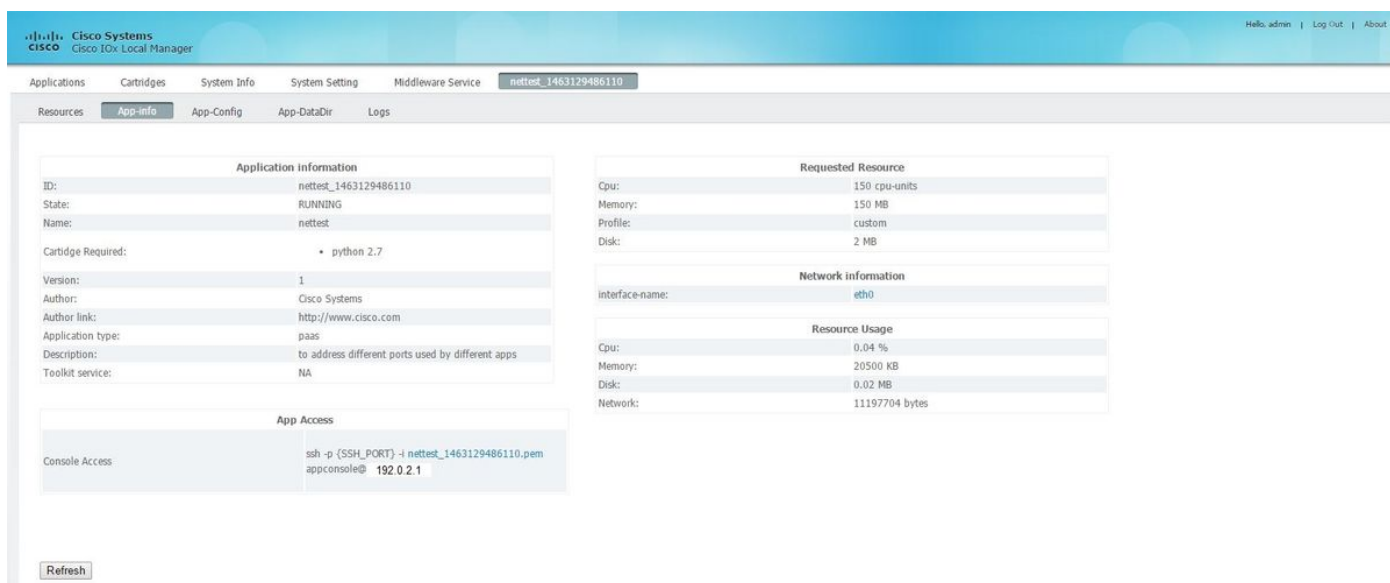 Hello, admin | Log Out | About
Cisco Systems
CISCO Cisco IOx Local Manager
Applications Cartridges System Info System Setting Middleware Service nettest_1463129486110
Resources App-info App-Config App-DataDir Logs
Application information
ID: nettest_1463129486110
State: RUNNING
Name: nettest
Cartidge Required: • python 2.7
Version: 1
Author: Cisco Systems
Author link: http://www.cisco.com
Application type: paas
Description: to address different ports used by different apps
Toolkit service: NA
App Access
Console Access ssh -p {SSH_PORT} -i nettest_1463129486110.pem
appconsole@ 192.0.2.1
Requested Resource
Cpu: 150 cpu-units
Memory: 150 MB
Profile: custom
Disk: 2 MB
Network information
interface-name: eth0
Resource Usage
Cpu: 0.04 %
Memory: 20500 KB
Disk: 0.02 MB
Network: 11197704 bytes
Refresh